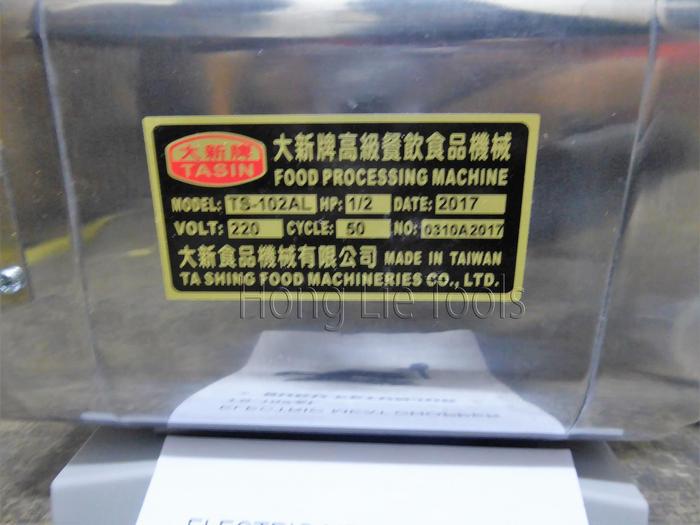 大新牌
TASIN
大新牌高級餐飲食品機械
FOOD PROCESSING MACHINE
MODEL: TS-102AL HP: 1/2 DATE: 2017
VOLT: 220 CYCLE: 50 NO: 0310A2017
大新食品機械有限公司 MADE IN TAIWAN
TA SHING FOOD MACHINERIES CO., LTD.
Hong Lie Tools